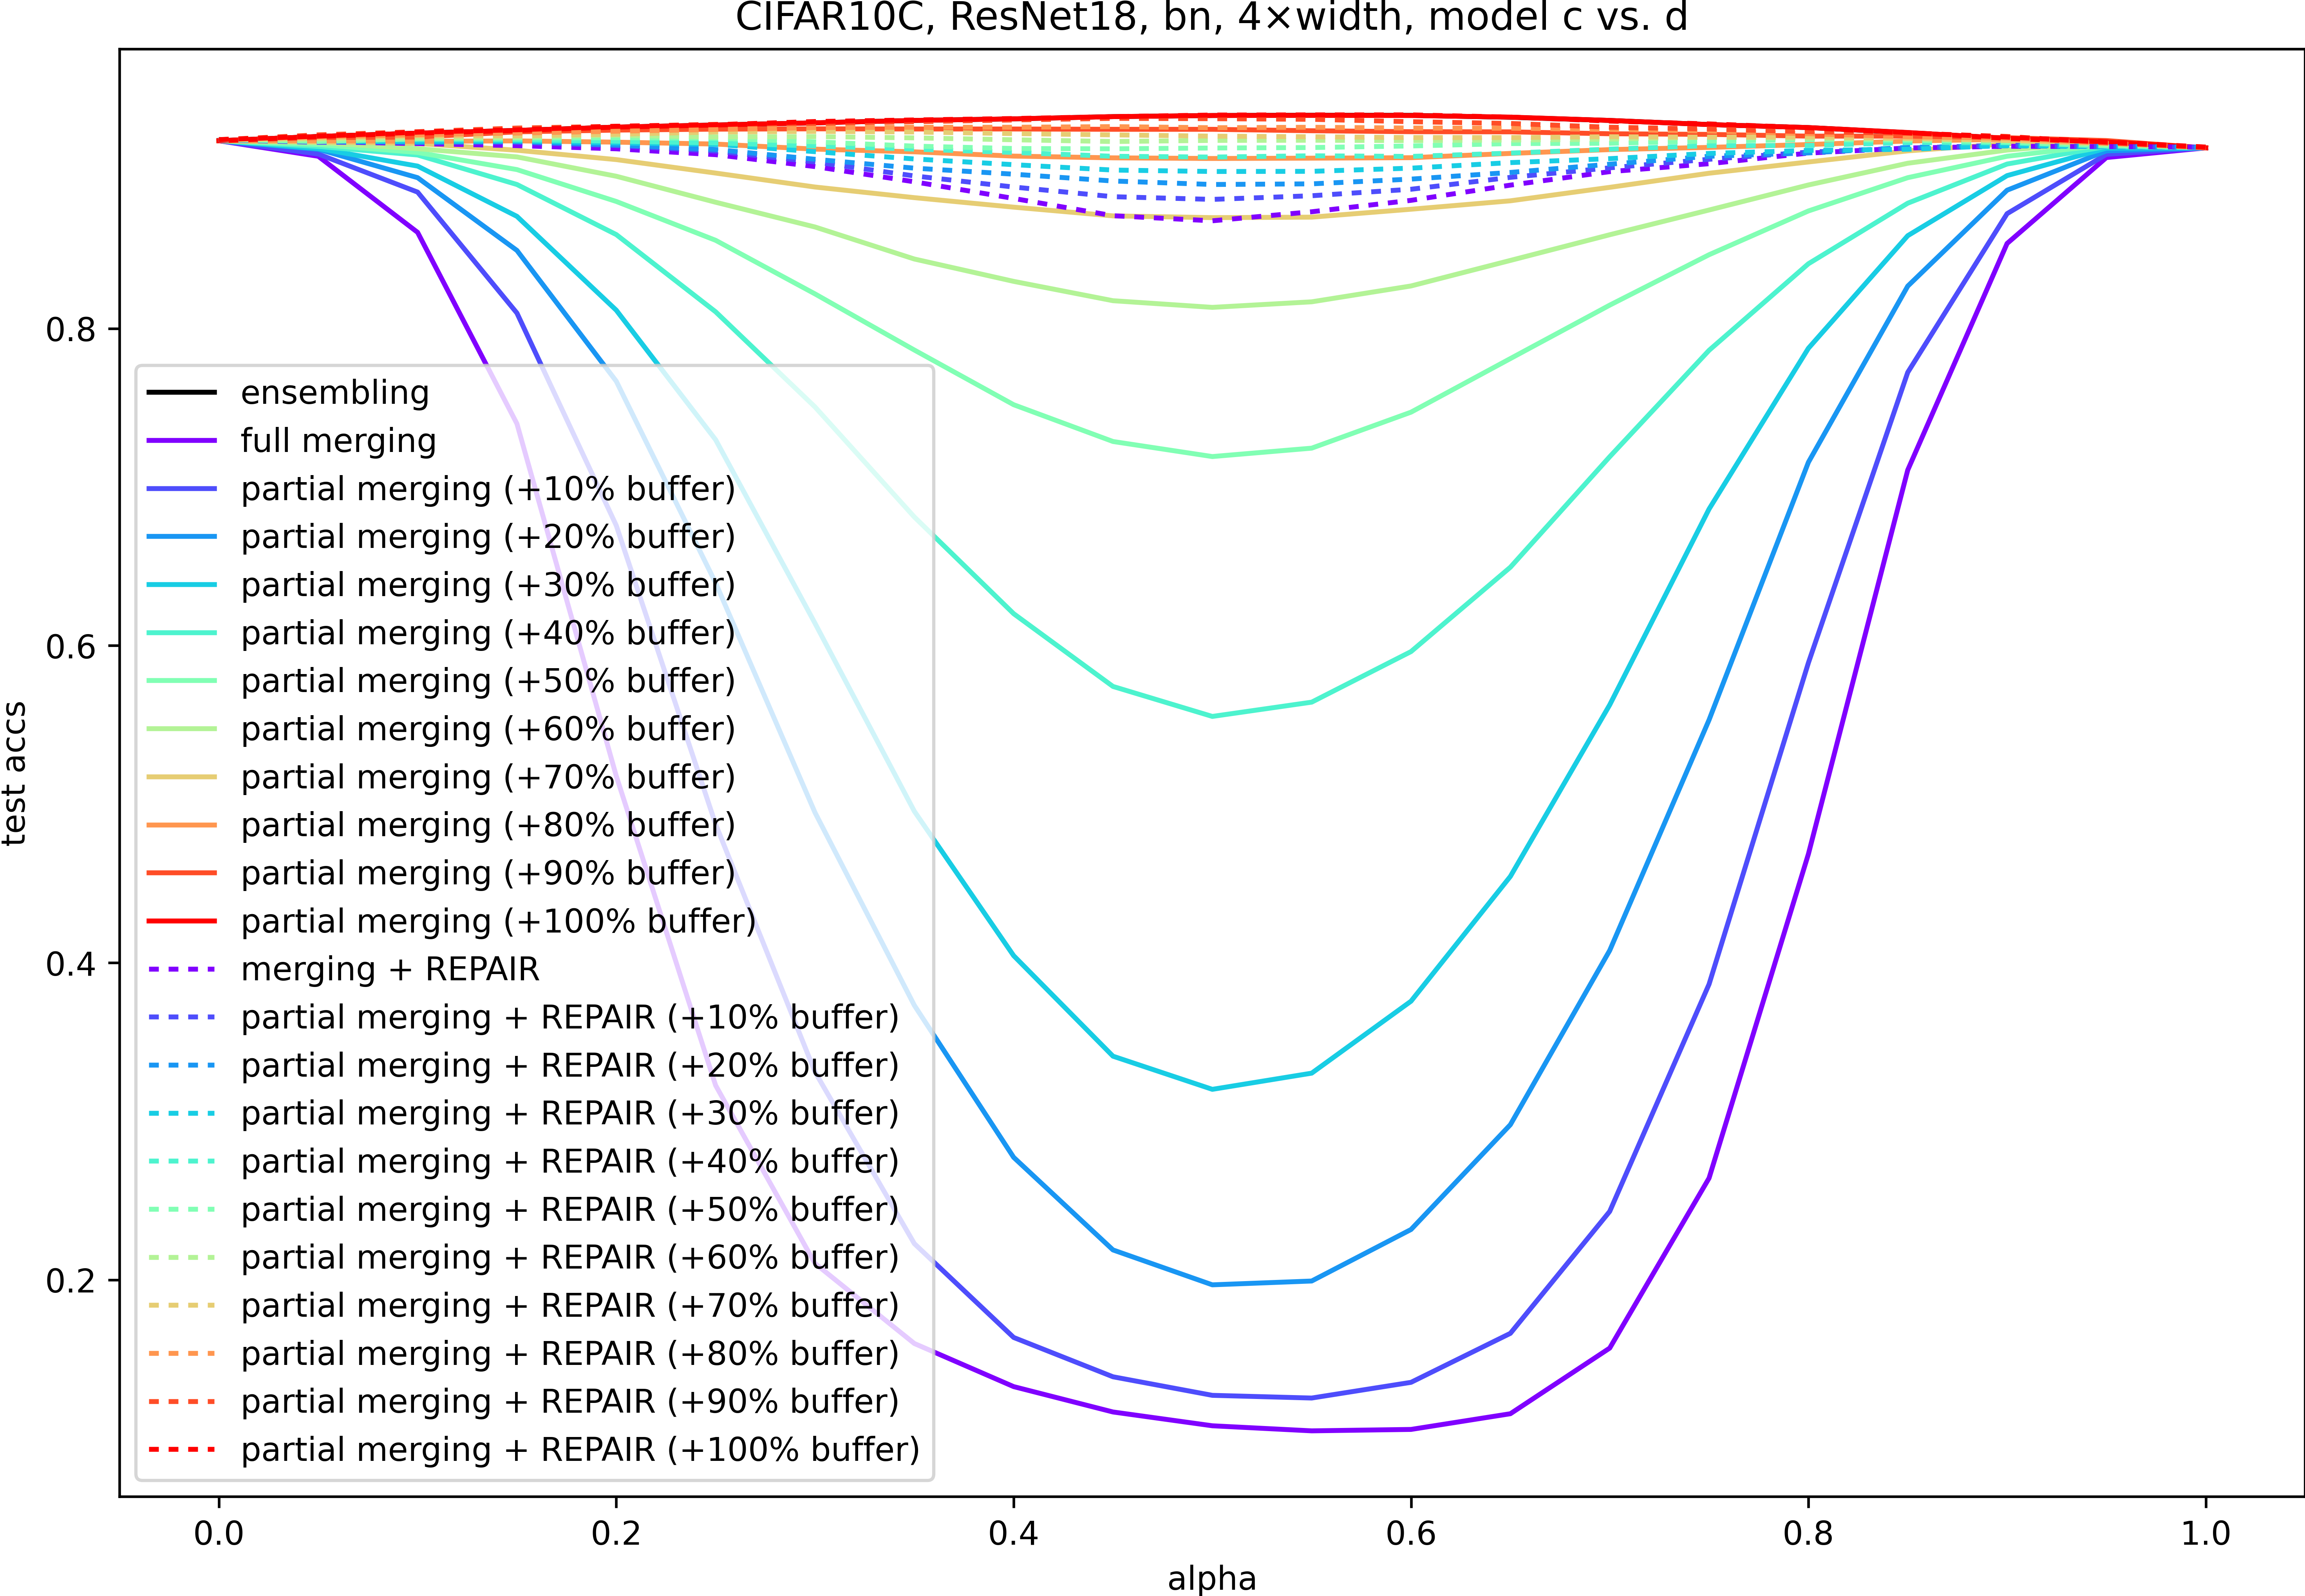 CIFAR10C, ResNet18, bn, 4×width, model c vs. d
test accs
0.8
0.6
0.4
0.2
ensembling
full merging
partial merging (+10% buffer)
partial merging (+20% buffer)
partial merging (+30% buffer)
partial merging (+40% buffer)
partial merging (+50% buffer)
partial merging (+60% buffer)
partial merging (+70% buffer)
partial merging (+80% buffer)
partial merging (+90% buffer)
partial merging (+100% buffer)
merging + REPAIR
partial merging + REPAIR (+10% buffer)
partial merging + REPAIR (+20% buffer)
partial merging + REPAIR (+30% buffer)
partial merging + REPAIR (+40% buffer)
partial merging + REPAIR (+50% buffer)
partial merging + REPAIR (+60% buffer)
partial merging + REPAIR (+70% buffer)
partial merging + REPAIR (+80% buffer)
partial merging + REPAIR (+90% buffer)
partial merging + REPAIR (+100% buffer)
0.0 0.2 0.4 0.6 0.8 1.0
alpha